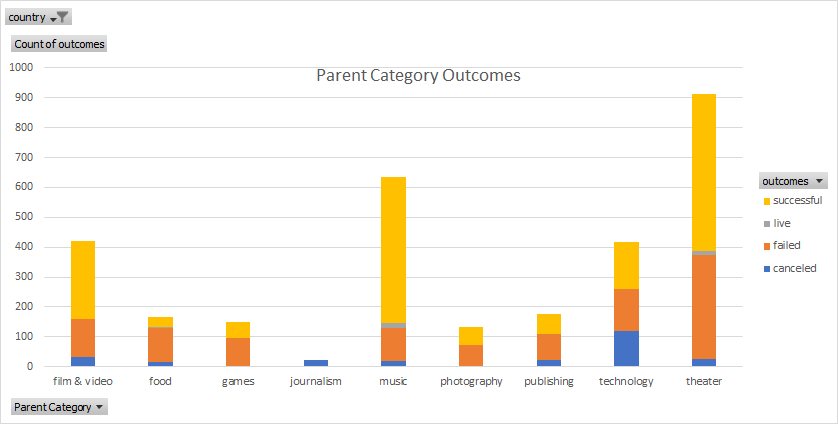 country
Count of outcomes
Parent Category Outcomes
1000
900
800
700
600
500
400
300
200
100
0
film & video food games journalism music photography publishing technology theater
outcomes
successful
live
failed
canceled
Parent Category